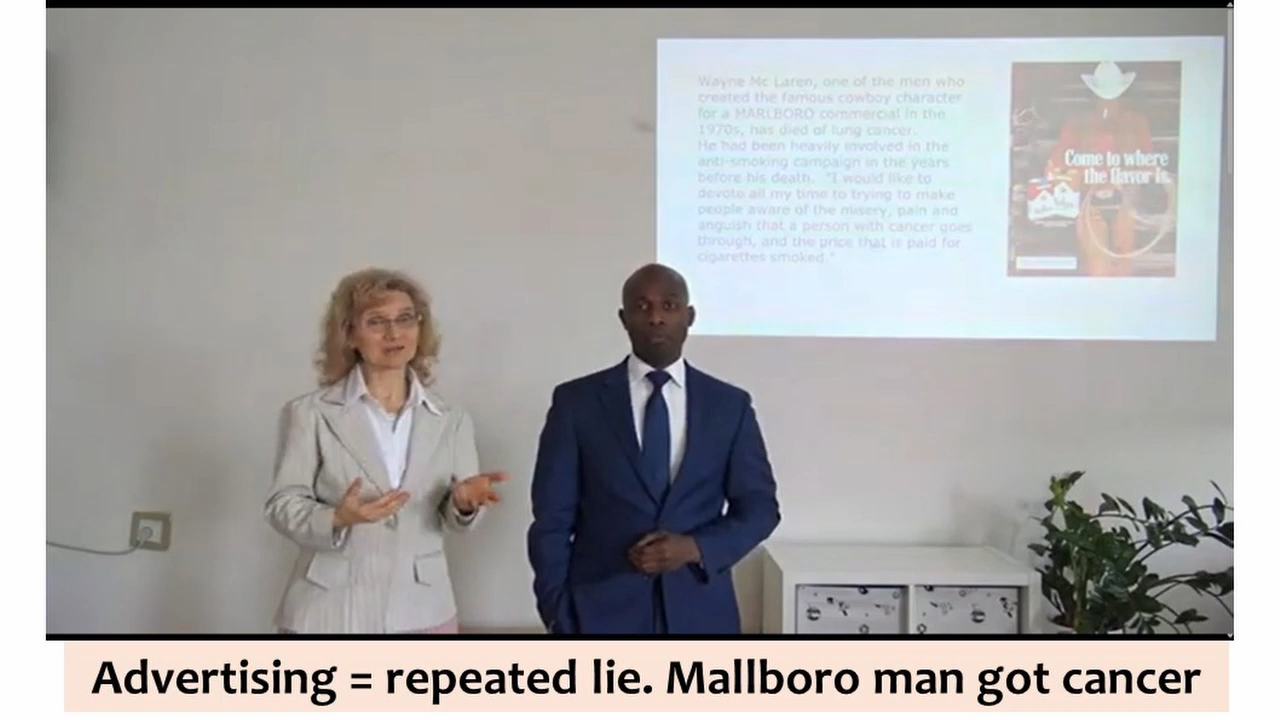 Wayne Mc Laren, one of the men who
created the famous cowboy character
for a MARLBORO commercial in the
1970s, has died of lung cancer.
He had been heavily involved in the
anti-smoking campaign in the years
before his death. "I would like to
devote all my time to trying to make
people aware of the misery, pain and
anguish that a person with cancer goes
through, and the price that is paid for
cigarettes smoked."
Come to where
the flavor is.
Advertising = repeated lie. Mallboro man got cancer